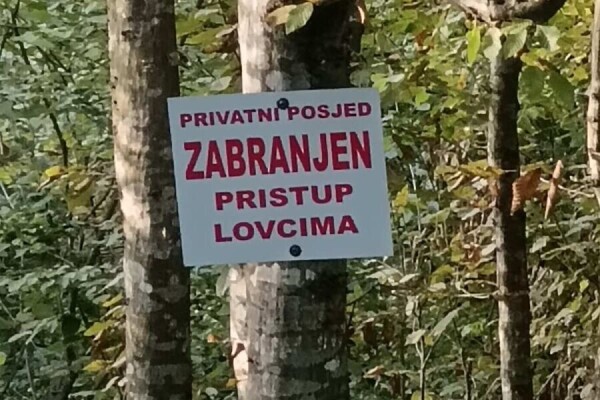 PRIVATNI POSJED
ZABRANJEN
PRISTUP
LOVCIMA